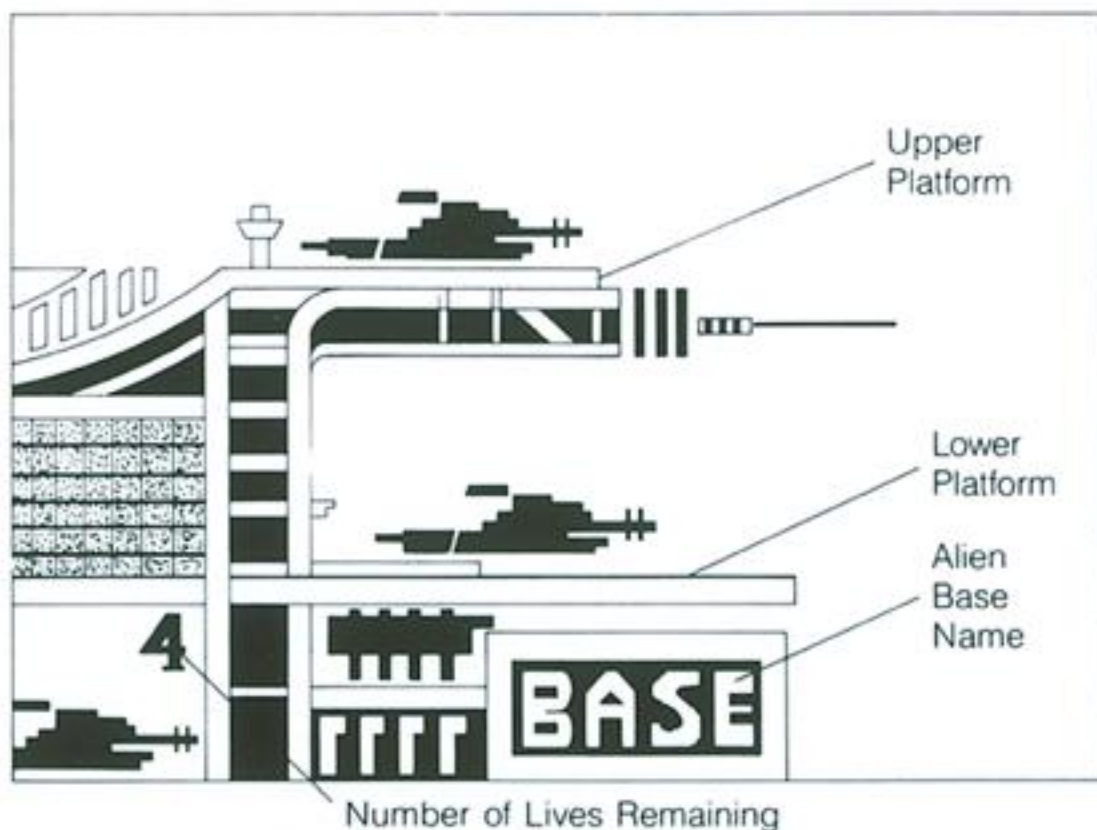 Upper
Platform
Lower
Platform
Alien
Base
Name
4
BASE
Number of Lives Remaining